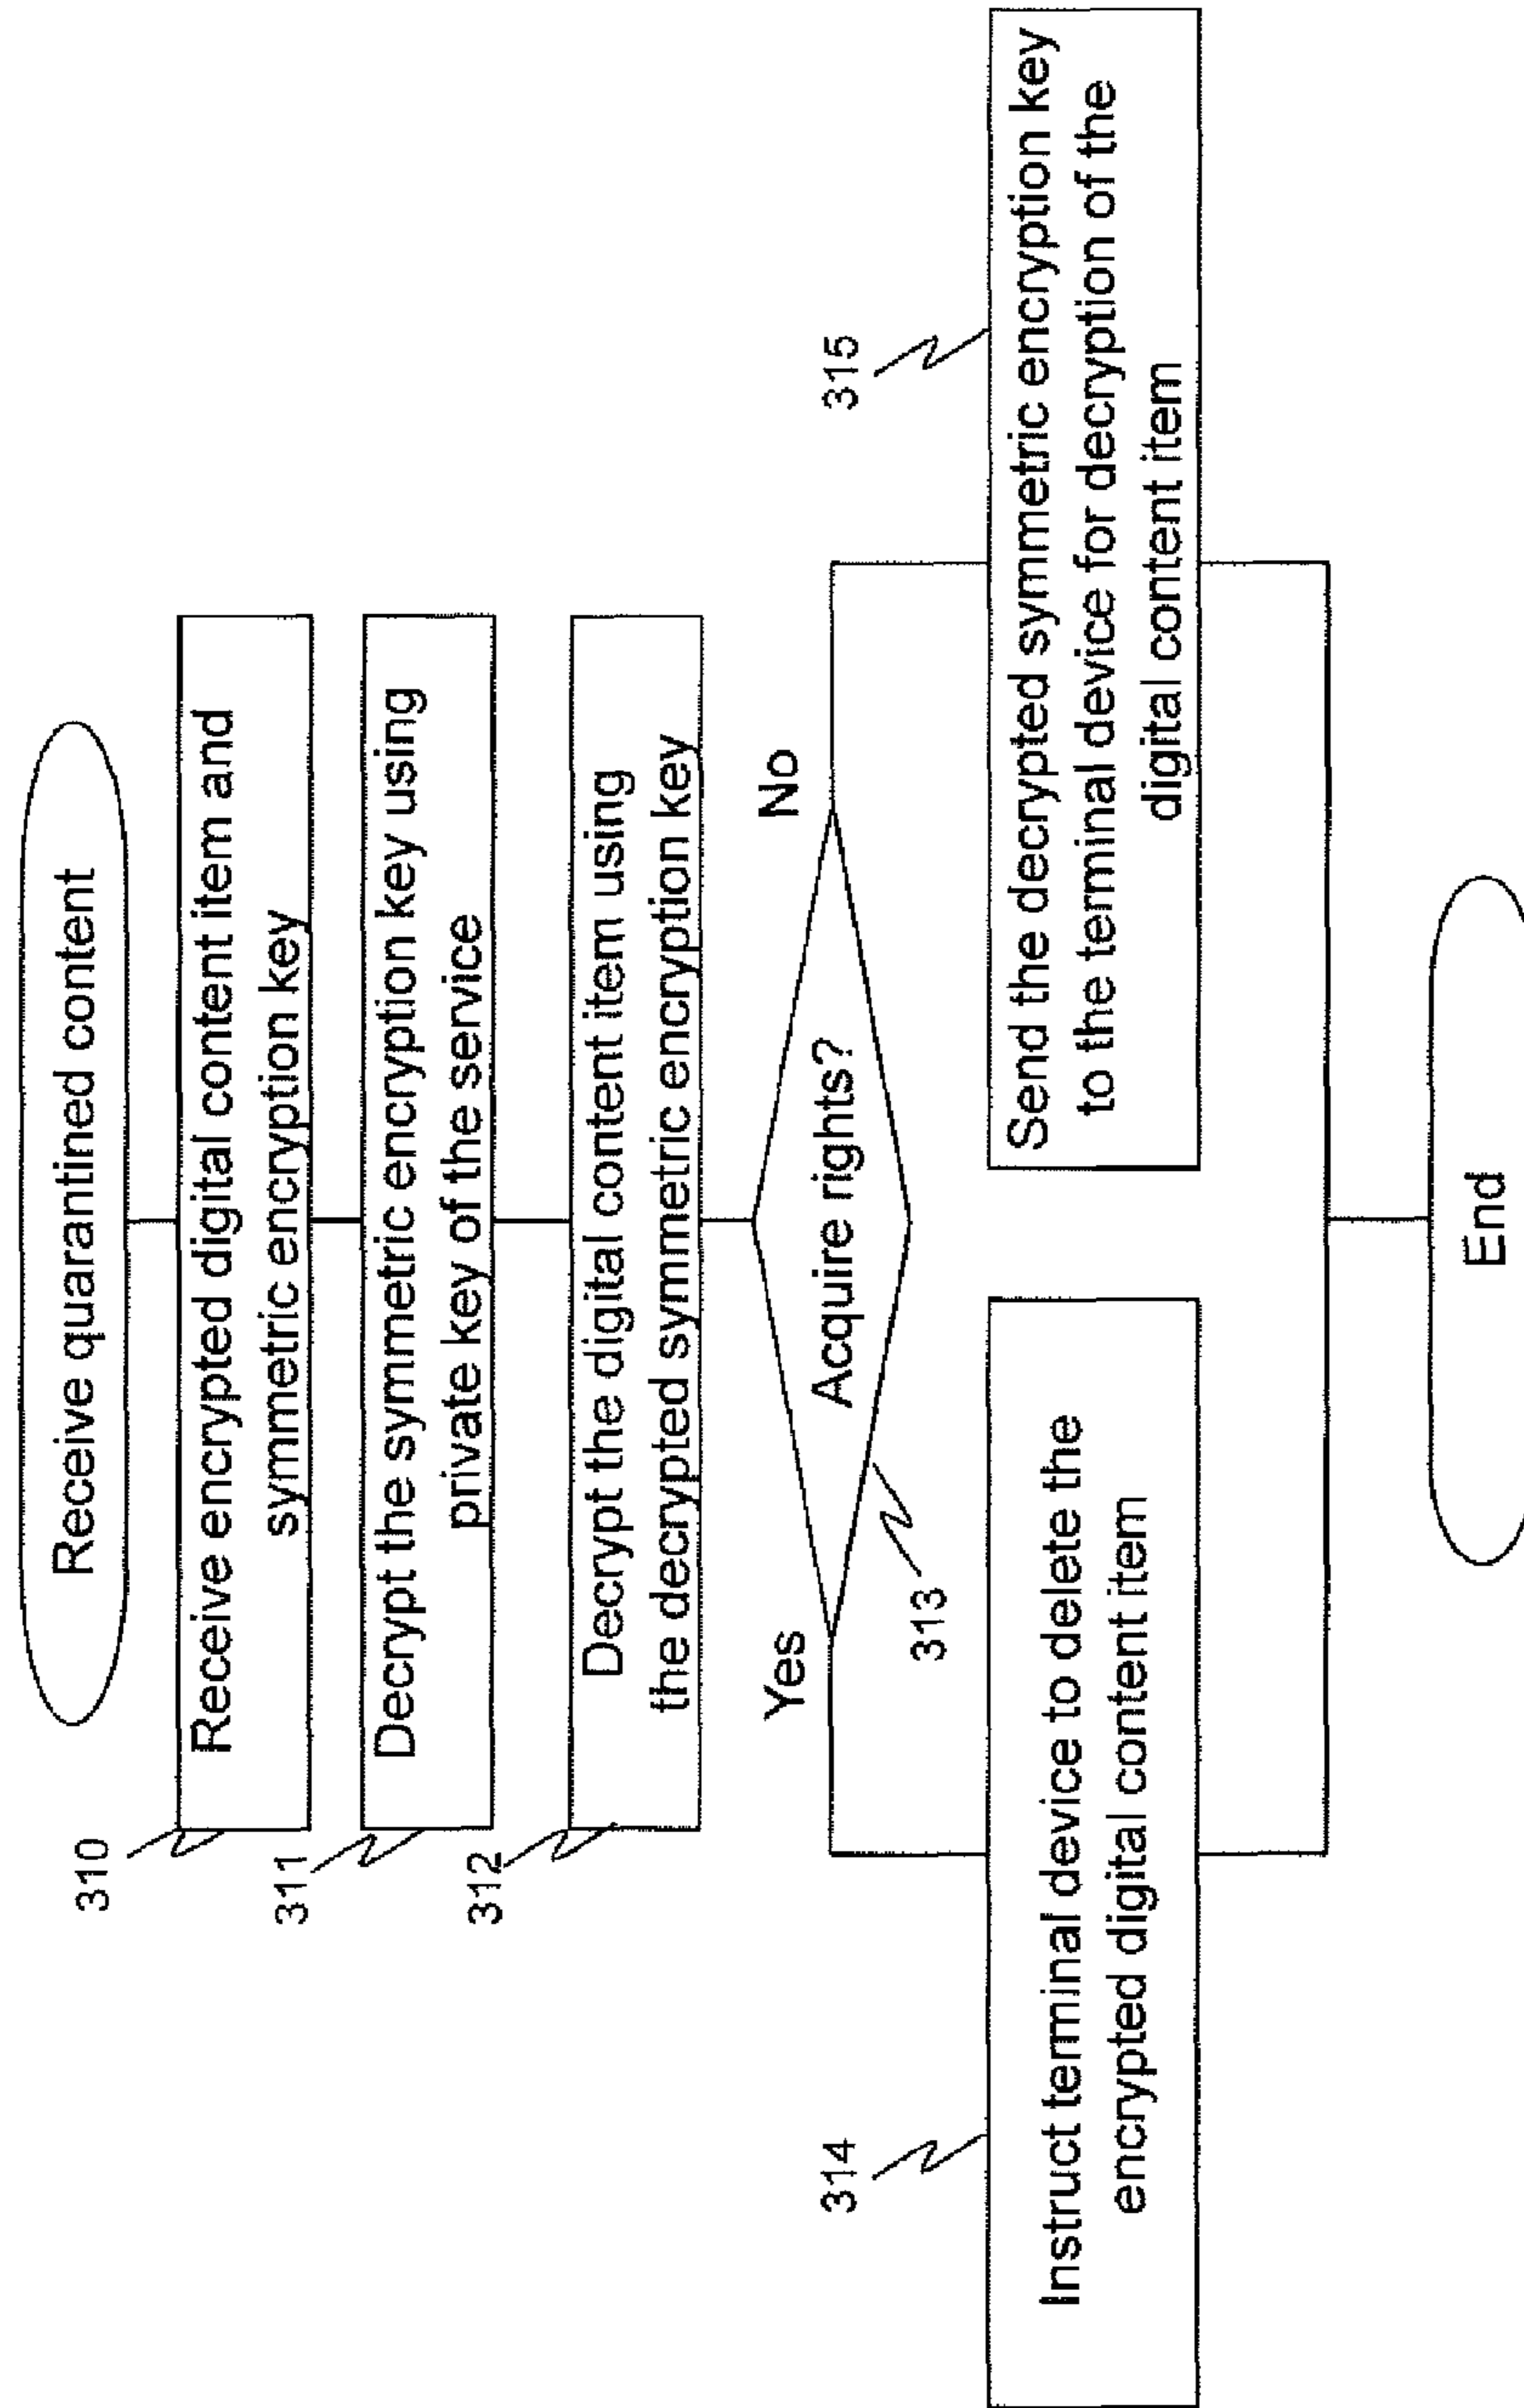 Receive quarantined content
310
Receive encrypted digital content item and
symmetric encryption key
311
Decrypt the symmetric encryption key using
private key of the service
312
Decrypt the digital content item using
the decrypted symmetric encryption key
Yes
No
Acquire rights?
313
314
Instruct terminal device to delete the
encrypted digital content item
315
Send the decrypted symmetric encryption key
to the terminal device for decryption of the
digital content item
End